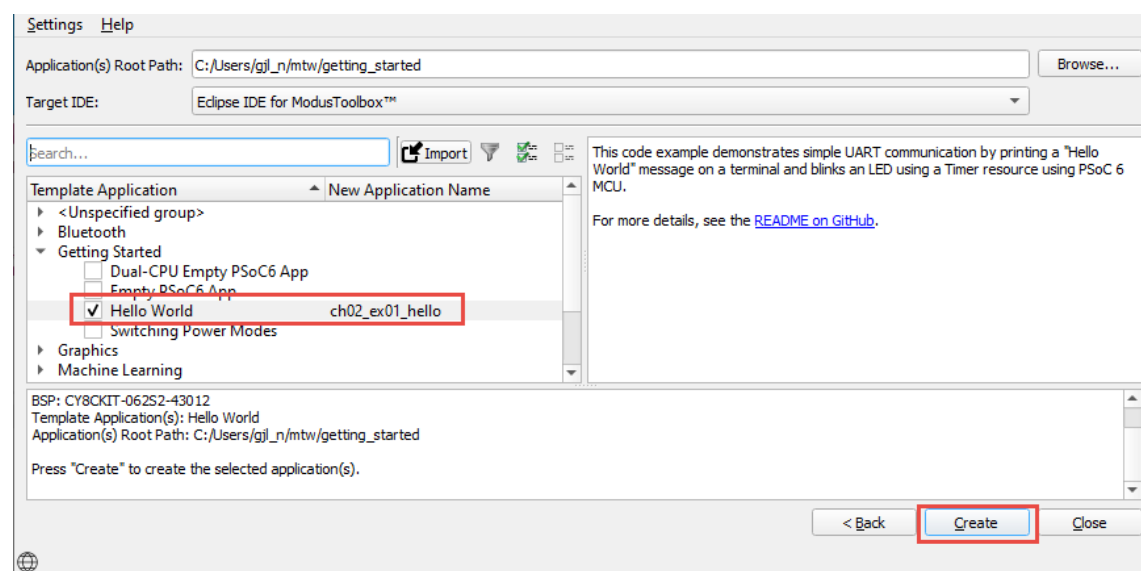 Settings Help
Application(s) Root Path: C:/Users/gjl_n/mtw/getting_started Browse...
Target IDE: Eclipse IDE for ModusToolbox™
Search... Import
Template Application New Application Name
<Unspecified group>
Bluetooth
Getting Started
Dual-CPU Empty PSoC6 App
Empty PSoC6 App
Hello World ch02_ex01_hello
Switching Power Modes
Graphics
Machine Learning
This code example demonstrates simple UART communication by printing a "Hello
World" message on a terminal and blinks an LED using a Timer resource using PSoC 6
MCU.
For more details, see the README on GitHub.
BSP: CY8CKIT-062S2-43012
Template Application(s): Hello World
Application(s) Root Path: C:/Users/gjl_n/mtw/getting_started
Press "Create" to create the selected application(s).
< Back Create Close